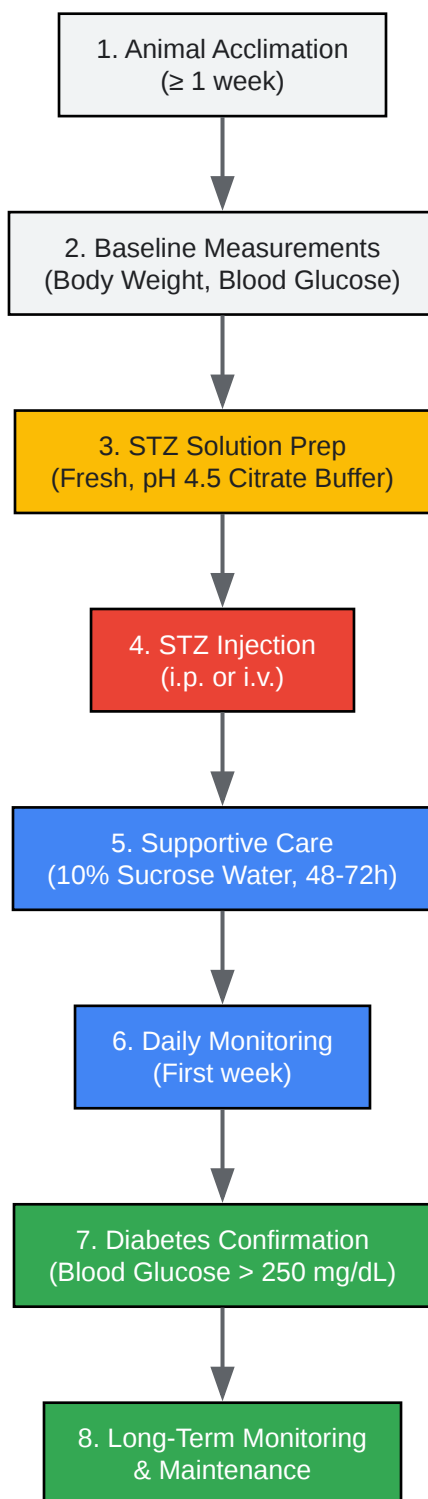 1. Animal Acclimation
(≥ 1 week)
2. Baseline Measurements
(Body Weight, Blood Glucose)
3. STZ Solution Prep
(Fresh, pH 4.5 Citrate Buffer)
4. STZ Injection
(i.p. or i.v.)
5. Supportive Care
(10% Sucrose Water, 48-72h)
6. Daily Monitoring
(First week)
7. Diabetes Confirmation
(Blood Glucose > 250 mg/dL)
8. Long-Term Monitoring
& Maintenance